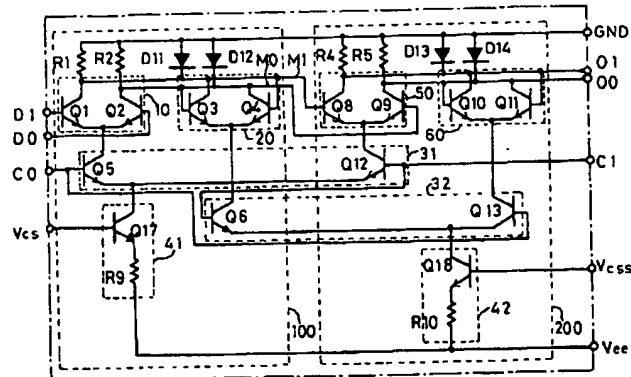 GND
R1 R2 D11 D12 M0 M1 R4 R5 D13 D14
O1
O0
D1 Q1 Q2 10 Q3 Q4 Q8 Q9 50 Q10 Q11
D0 20 60
C0 Q5 Q12 31 C1
32
Q6 Q13
Vcs Q17 41
Q18 Vcss
R9
R10 42
100 200
Vee